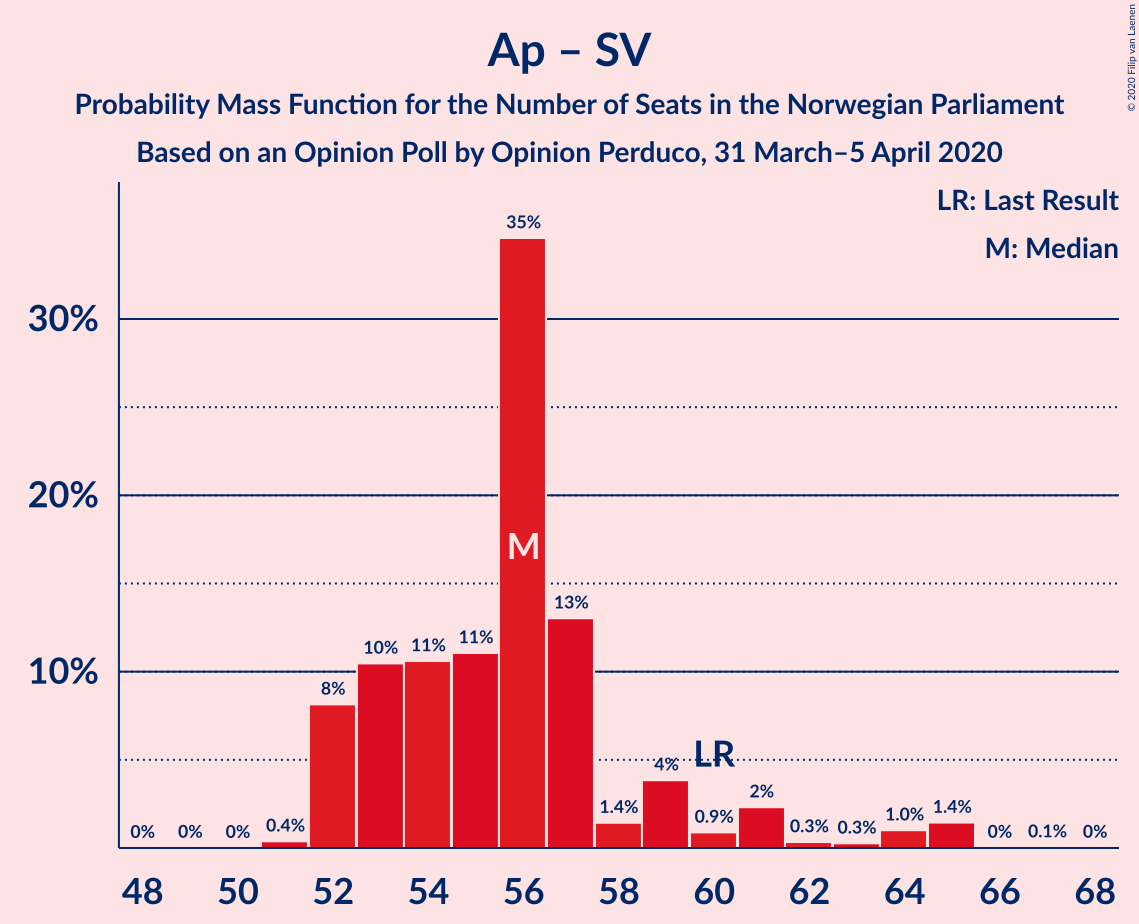 Ap – SV
Probability Mass Function for the Number of Seats in the Norwegian Parliament
Based on an Opinion Poll by Opinion Perduco, 31 March–5 April 2020
© 2020 Filip van Laenen
LR: Last Result
M: Median
35%
30%
20%
M
13%
10%
11%
11%
10%
8%
LR
4%
2%
1.4%
0.9%
1.0%
1.4%
0%
0%
0%
0.4%
0.3%
0.3%
0%
0.1%
0%
48 50 52 54 56 58 60 62 64 66 68